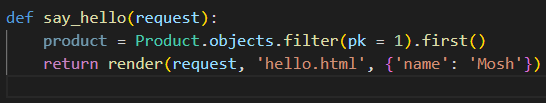 def say_hello(request):
    product = Product.objects.filter(pk = 1).first()
    return render(request, 'hello.html', {'name': 'Mosh'})